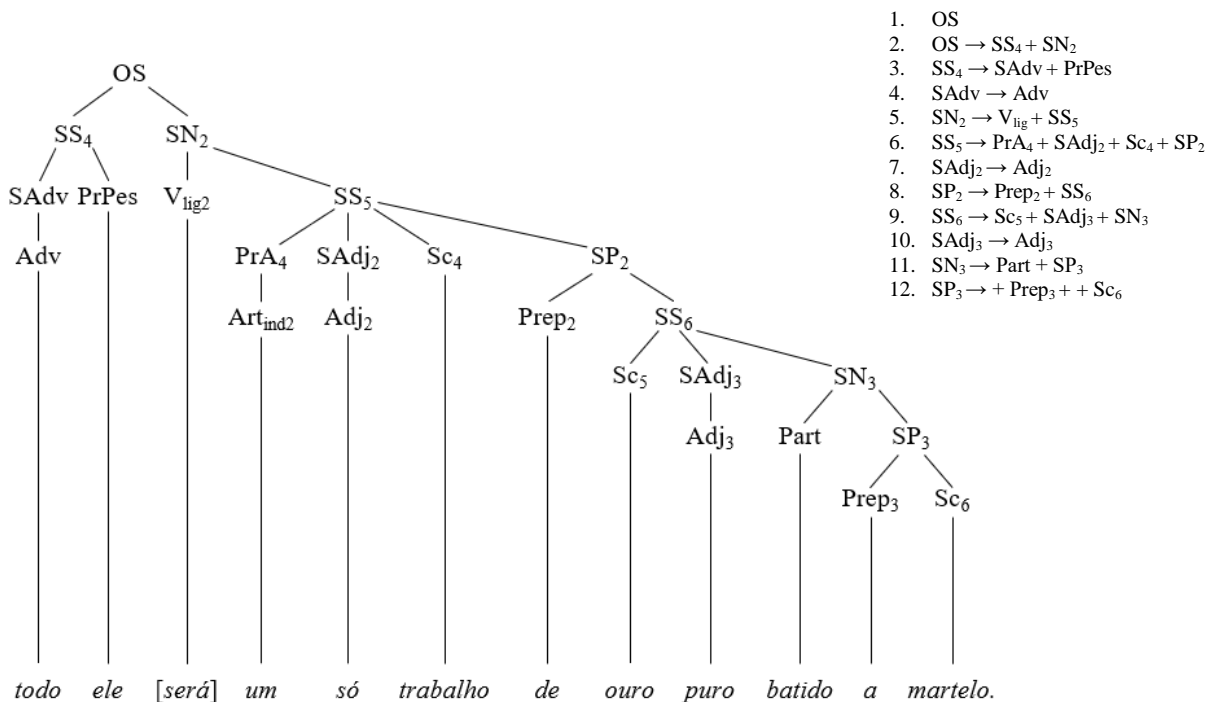 1. OS
2. OS → SS₄ + SN₂
3. SS₄ → SAdv + PrPes
4. SAdv → Adv
5. SN₂ → V_lig + SS₅
6. SS₅ → PrA₄ + SAdj₂ + Sc₄ + SP₂
7. SAdj₂ → Adj₂
8. SP₂ → Prep₂ + SS₆
9. SS₆ → Sc₅ + SAdj₃ + SN₃
10. SAdj₃ → Adj₃
11. SN₃ → Part + SP₃
12. SP₃ → + Prep₃ + + Sc₆
OS
SS₄ SN₂
SAdv PrPes V_lig2 SS₅
Adv PrA₄ SAdj₂ Sc₄ SP₂
Art_ind2 Adj₂ Prep₂ SS₆
Sc₅ SAdj₃ SN₃
Adj₃ Part SP₃
Prep₃ Sc₆
todo ele [será] um só trabalho de ouro puro batido a martelo.